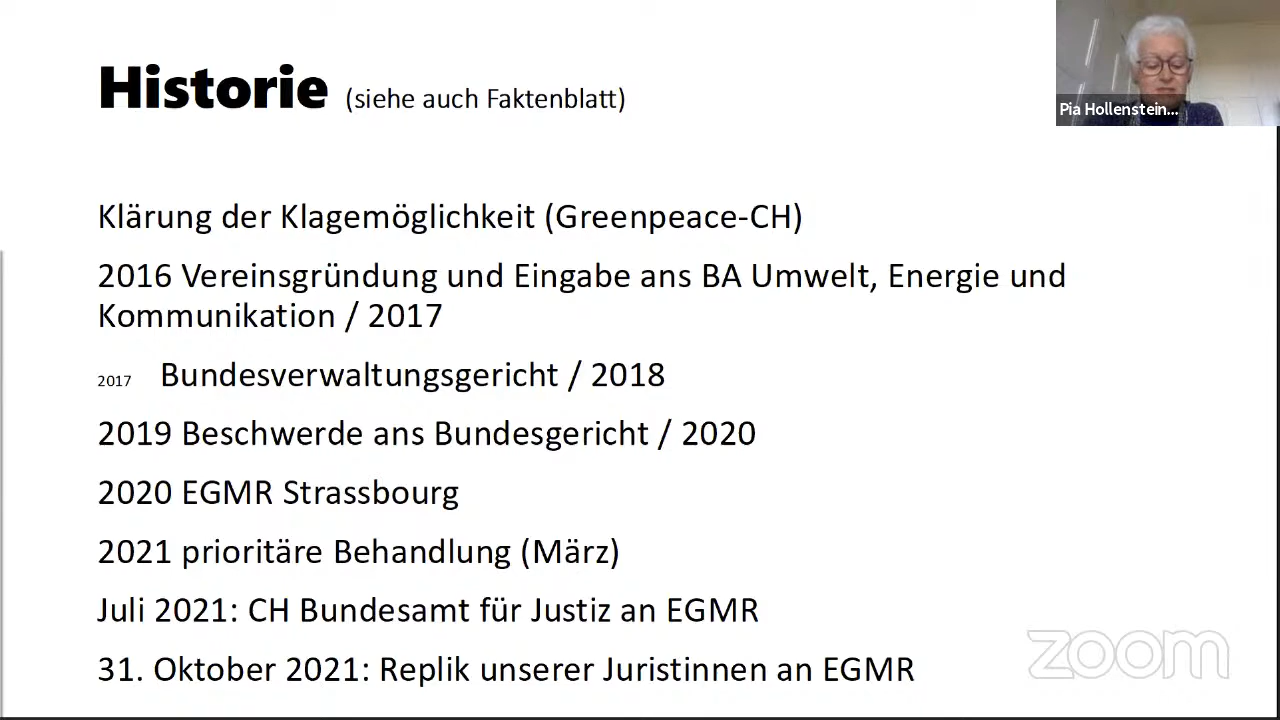 Historie (siehe auch Faktenblatt)
Pia Hollenstein...
Klärung der Klagemöglichkeit (Greenpeace-CH)
2016 Vereinsgründung und Eingabe ans BA Umwelt, Energie und
Kommunikation / 2017
2017 Bundesverwaltungsgericht / 2018
2019 Beschwerde ans Bundesgericht / 2020
2020 EGMR Strassbourg
2021 prioritäre Behandlung (März)
Juli 2021: CH Bundesamt für Justiz an EGMR
31. Oktober 2021: Replik unserer Juristinnen an EGMR
zoom